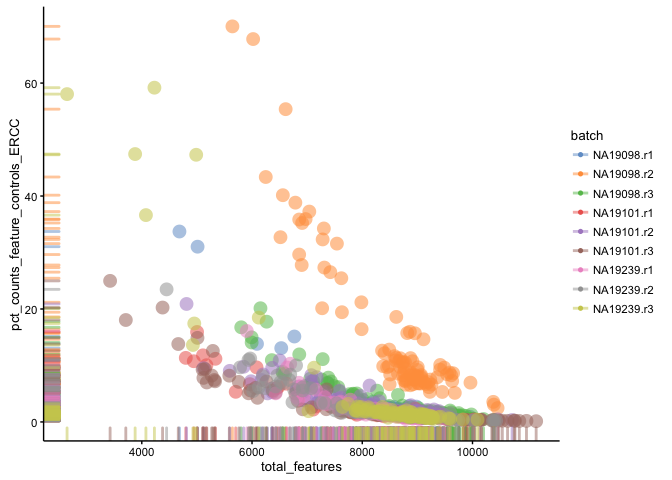 60
40
20
0
pct_counts_feature_controls_ERCC
4000
6000
8000
10000
total_features
batch
NA19098.r1
NA19098.r2
NA19098.r3
NA19101.r1
NA19101.r2
NA19101.r3
NA19239.r1
NA19239.r2
NA19239.r3